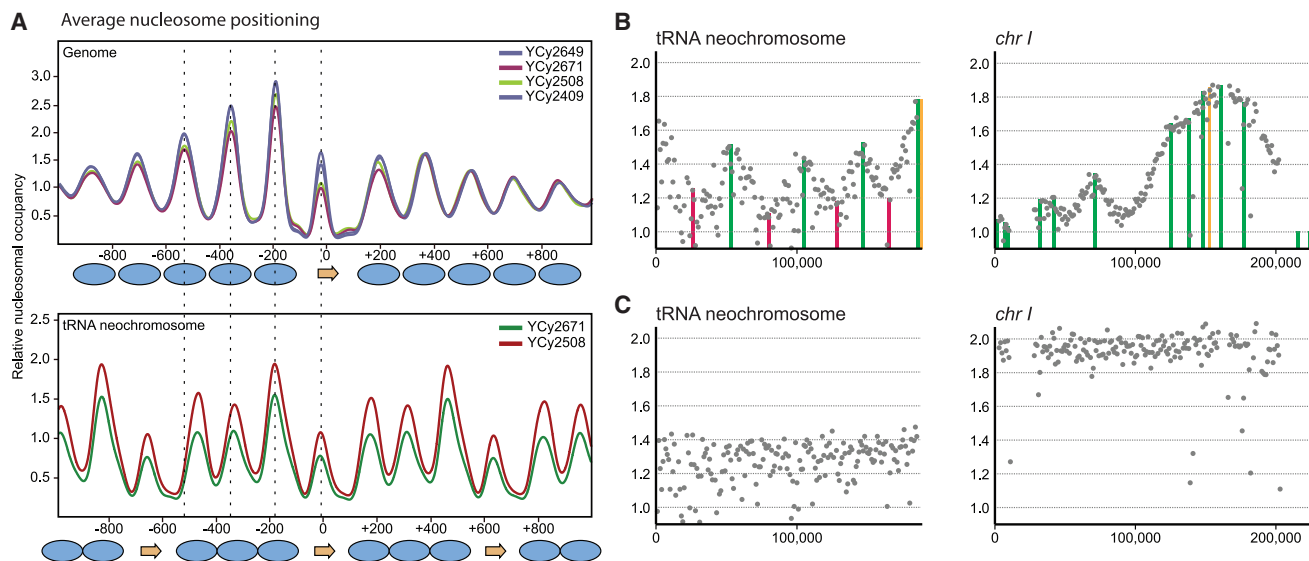 A
Average nucleosome positioning
Genome
YCy2649
YCy2671
YCy2508
YCy2409
3.0
2.5
2.0
1.5
1.0
0.5
-800 -600 -400 -200 0 +200 +400 +600 +800
Relative nucleosomal occupancy
tRNA neochromosome
YCy2671
YCy2508
2.5
2.0
1.5
1.0
0.5
-800 -600 -400 -200 0 +200 +400 +600 +800
B
tRNA neochromosome
2.0
1.8
1.6
1.4
1.2
1.0
0 100,000
chr I
2.0
1.8
1.6
1.4
1.2
1.0
0 100,000 200,000
C
tRNA neochromosome
2.0
1.8
1.6
1.4
1.2
1.0
0 100,000
chr I
2.0
1.8
1.6
1.4
1.2
1.0
0 100,000 200,000